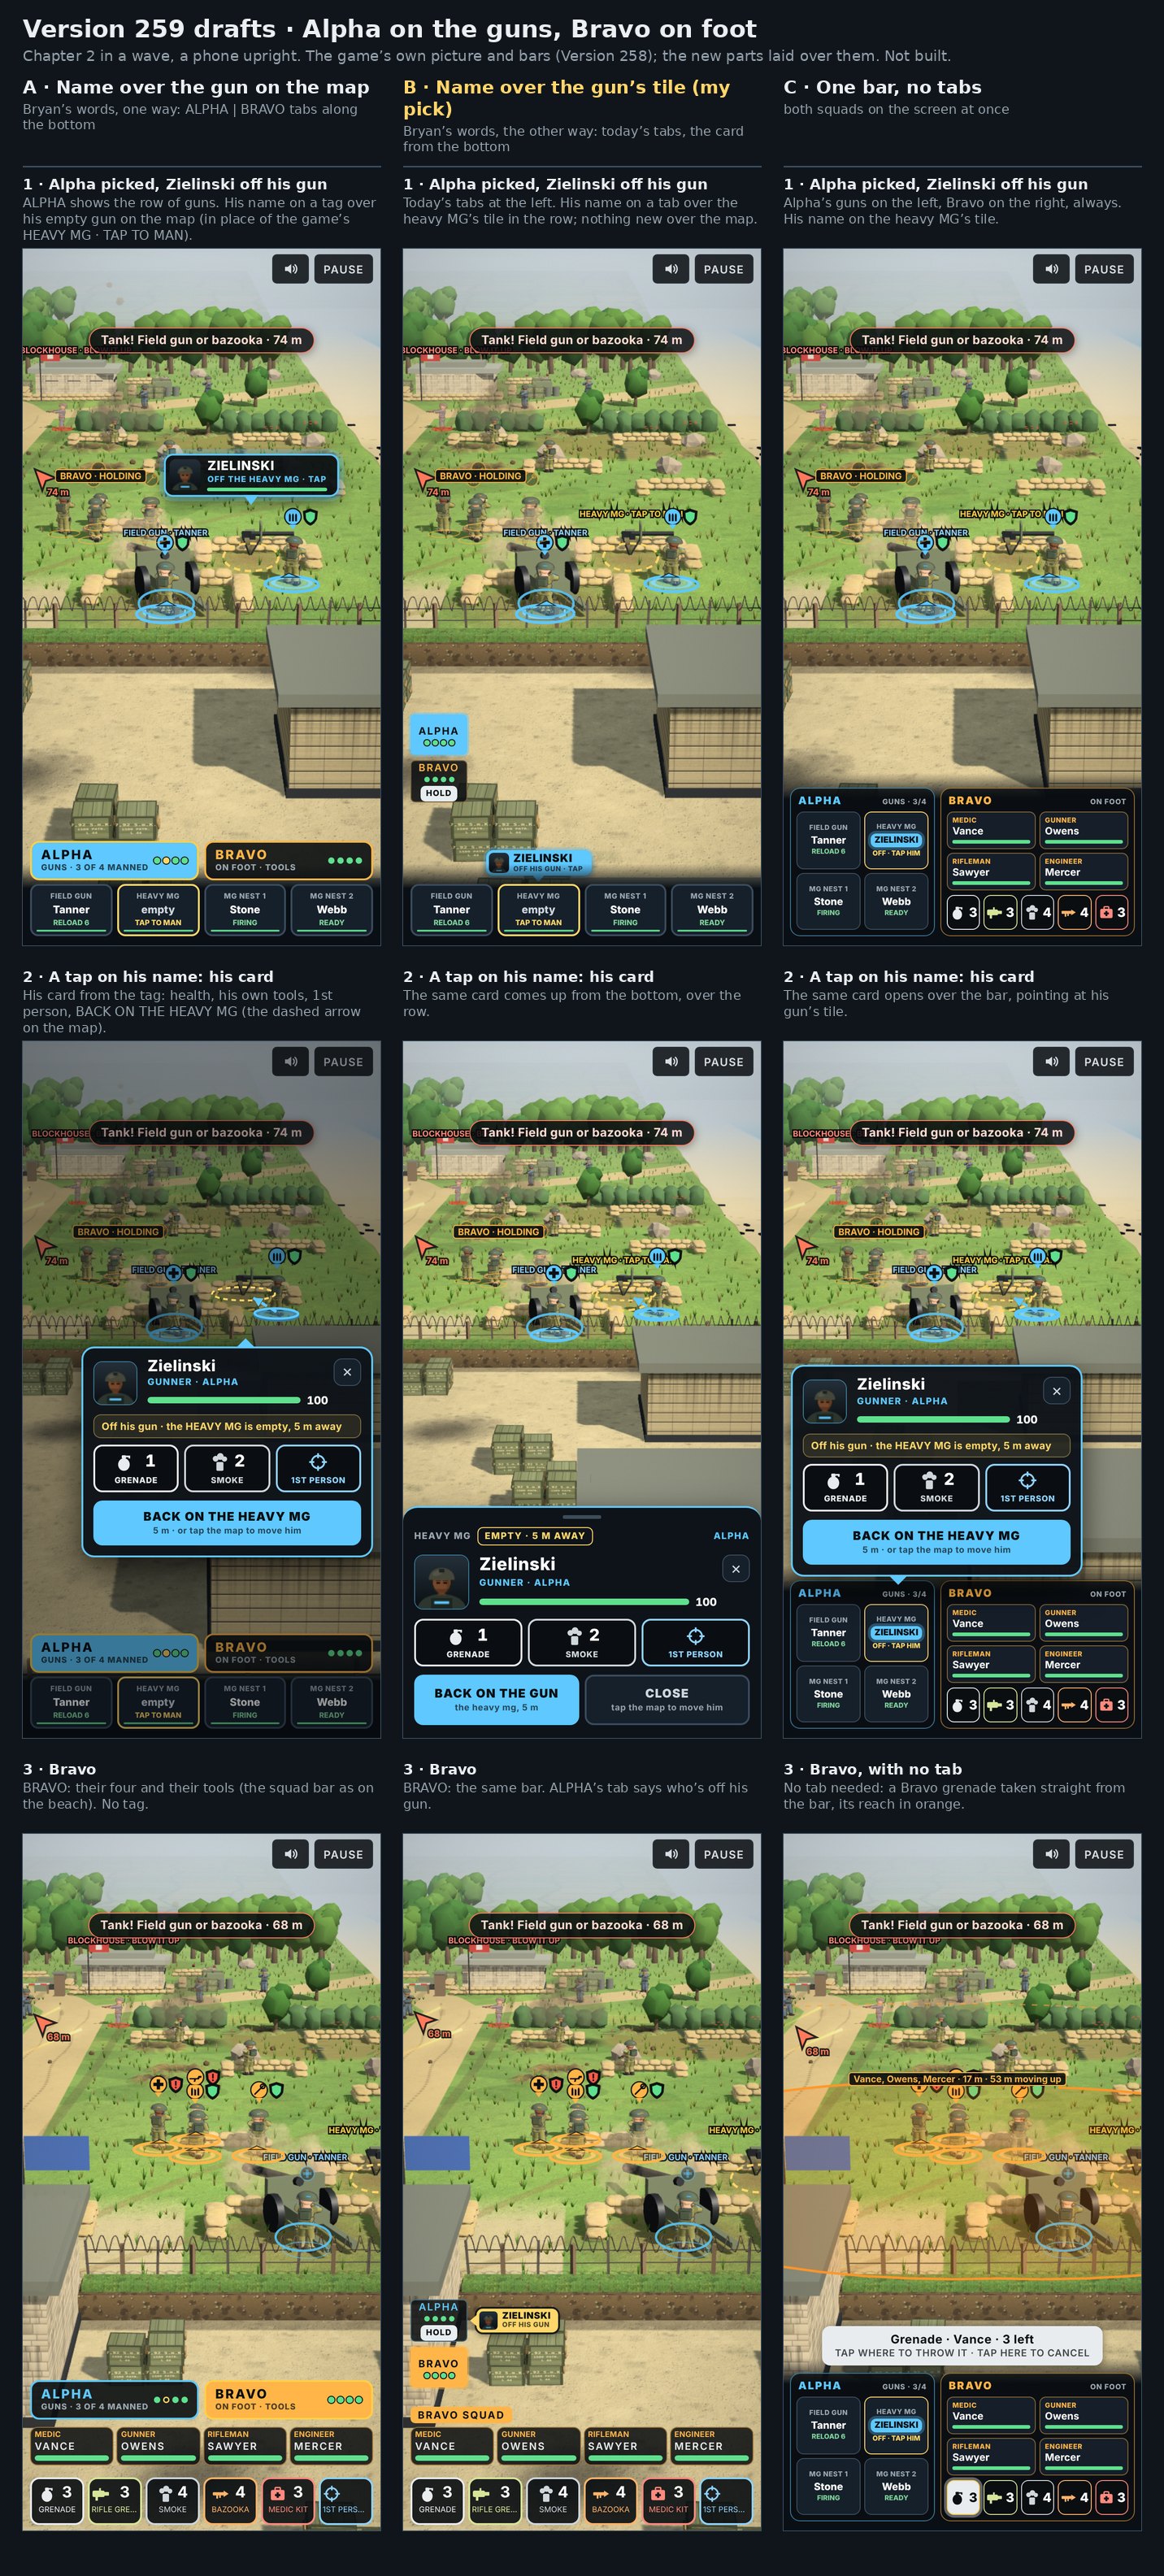 Version 259 drafts · Alpha on the guns, Bravo on foot
Chapter 2 in a wave, a phone upright. The game’s own picture and bars (Version 258); the new parts laid over them. Not built.
A · Name over the gun on the map
Bryan’s words, one way: ALPHA | BRAVO tabs along
the bottom
B · Name over the gun’s tile (my
pick)
Bryan’s words, the other way: today’s tabs, the card
from the bottom
C · One bar, no tabs
both squads on the screen at once
1 · Alpha picked, Zielinski off his gun
ALPHA shows the row of guns. His name on a tag over
his empty gun on the map (in place of the game’s
HEAVY MG · TAP TO MAN).
1 · Alpha picked, Zielinski off his gun
Today’s tabs at the left. His name on a tab over the
heavy MG’s tile in the row; nothing new over the map.
1 · Alpha picked, Zielinski off his gun
Alpha’s guns on the left, Bravo on the right, always.
His name on the heavy MG’s tile.
PAUSE
Tank! Field gun or bazooka · 74 m
BLOCKHOUSE
ZIELINSKI
OFF THE HEAVY MG · TAP
BRAVO · HOLDING
74 m
FIELD GUN · TANNER
ALPHA
GUNS · 3 OF 4 MANNED
BRAVO
ON FOOT · TOOLS
FIELD GUN
Tanner
RELOAD 6
HEAVY MG
empty
TAP TO MAN
MG NEST 1
Stone
FIRING
MG NEST 2
Webb
READY
PAUSE
Tank! Field gun or bazooka · 74 m
BLOCKHOUSE
BRAVO · HOLDING
74 m
HEAVY MG · TAP TO
FIELD GUN · TANNER
ALPHA
BRAVO
HOLD
ZIELINSKI
OFF HIS GUN · TAP
FIELD GUN
Tanner
RELOAD 6
HEAVY MG
empty
TAP TO MAN
MG NEST 1
Stone
FIRING
MG NEST 2
Webb
READY
PAUSE
Tank! Field gun or bazooka · 74 m
BLOCKHOUSE
BRAVO · HOLDING
74 m
HEAVY MG · TAP TO
FIELD GUN · TANNER
ALPHA
GUNS · 3/4
FIELD GUN
Tanner
RELOAD 6
HEAVY MG
ZIELINSKI
OFF · TAP HIM
MG NEST 1
Stone
FIRING
MG NEST 2
Webb
READY
BRAVO
ON FOOT
MEDIC
Vance
GUNNER
Owens
RIFLEMAN
Sawyer
ENGINEER
Mercer
3 3 4 4 3
2 · A tap on his name: his card
His card from the tag: health, his own tools, 1st
person, BACK ON THE HEAVY MG (the dashed arrow
on the map).
2 · A tap on his name: his card
The same card comes up from the bottom, over the
row.
2 · A tap on his name: his card
The same card opens over the bar, pointing at his
gun’s tile.
PAUSE
Tank! Field gun or bazooka · 74 m
BLOCKHOUSE
BRAVO · HOLDING
74 m
Zielinski
GUNNER · ALPHA
×
100
Off his gun · the HEAVY MG is empty, 5 m away
1
GRENADE
2
SMOKE
1ST PERSON
BACK ON THE HEAVY MG
5 m · or tap the map to move him
ALPHA
GUNS · 3 OF 4 MANNED
BRAVO
ON FOOT · TOOLS
FIELD GUN
Tanner
RELOAD 6
HEAVY MG
empty
TAP TO MAN
MG NEST 1
Stone
FIRING
MG NEST 2
Webb
READY
PAUSE
Tank! Field gun or bazooka · 74 m
BLOCKHOUSE
BRAVO · HOLDING
74 m
HEAVY MG · TAP
HEAVY MG
EMPTY · 5 M AWAY
ALPHA
Zielinski
GUNNER · ALPHA
×
100
1
GRENADE
2
SMOKE
1ST PERSON
BACK ON THE GUN
the heavy mg, 5 m
CLOSE
tap the map to move him
PAUSE
Tank! Field gun or bazooka · 74 m
BLOCKHOUSE
BRAVO · HOLDING
74 m
HEAVY MG · TAP
Zielinski
GUNNER · ALPHA
×
100
Off his gun · the HEAVY MG is empty, 5 m away
1
GRENADE
2
SMOKE
1ST PERSON
BACK ON THE HEAVY MG
5 m · or tap the map to move him
ALPHA
GUNS · 3/4
FIELD GUN
Tanner
RELOAD 6
HEAVY MG
ZIELINSKI
OFF · TAP HIM
MG NEST 1
Stone
FIRING
MG NEST 2
Webb
READY
BRAVO
ON FOOT
MEDIC
Vance
GUNNER
Owens
RIFLEMAN
Sawyer
ENGINEER
Mercer
3 3 4 4 3
3 · Bravo
BRAVO: their four and their tools (the squad bar as on
the beach). No tag.
3 · Bravo
BRAVO: the same bar. ALPHA’s tab says who’s off his
gun.
3 · Bravo, with no tab
No tab needed: a Bravo grenade taken straight from
the bar, its reach in orange.
PAUSE
Tank! Field gun or bazooka · 68 m
BLOCKHOUSE · BLOW IT UP
68 m
HEAVY MG ·
GUN · TANNER
ALPHA
GUNS · 3 OF 4 MANNED
BRAVO
ON FOOT · TOOLS
MEDIC
VANCE
GUNNER
OWENS
RIFLEMAN
SAWYER
ENGINEER
MERCER
3
GRENADE
3
RIFLE GRE...
4
SMOKE
4
BAZOOKA
3
MEDIC KIT
1ST PERS...
PAUSE
Tank! Field gun or bazooka · 68 m
BLOCKHOUSE · BLOW IT UP
68 m
HEAVY MG ·
GUN · TANNER
ALPHA
HOLD
ZIELINSKI
OFF HIS GUN
BRAVO
BRAVO SQUAD
MEDIC
VANCE
GUNNER
OWENS
RIFLEMAN
SAWYER
ENGINEER
MERCER
3
GRENADE
3
RIFLE GRE...
4
SMOKE
4
BAZOOKA
3
MEDIC KIT
1ST PERS...
PAUSE
Tank! Field gun or bazooka · 68 m
BLOCKHOUSE · BLOW IT UP
68 m
Vance, Owens, Mercer · 17 m · 53 m moving up
HEAVY MG ·
GUN · TANNER
Grenade · Vance · 3 left
TAP WHERE TO THROW IT · TAP HERE TO CANCEL
ALPHA
GUNS · 3/4
FIELD GUN
Tanner
RELOAD 6
HEAVY MG
ZIELINSKI
OFF · TAP HIM
MG NEST 1
Stone
FIRING
MG NEST 2
Webb
READY
BRAVO
ON FOOT
MEDIC
Vance
GUNNER
Owens
RIFLEMAN
Sawyer
ENGINEER
Mercer
3 3 4 4 3